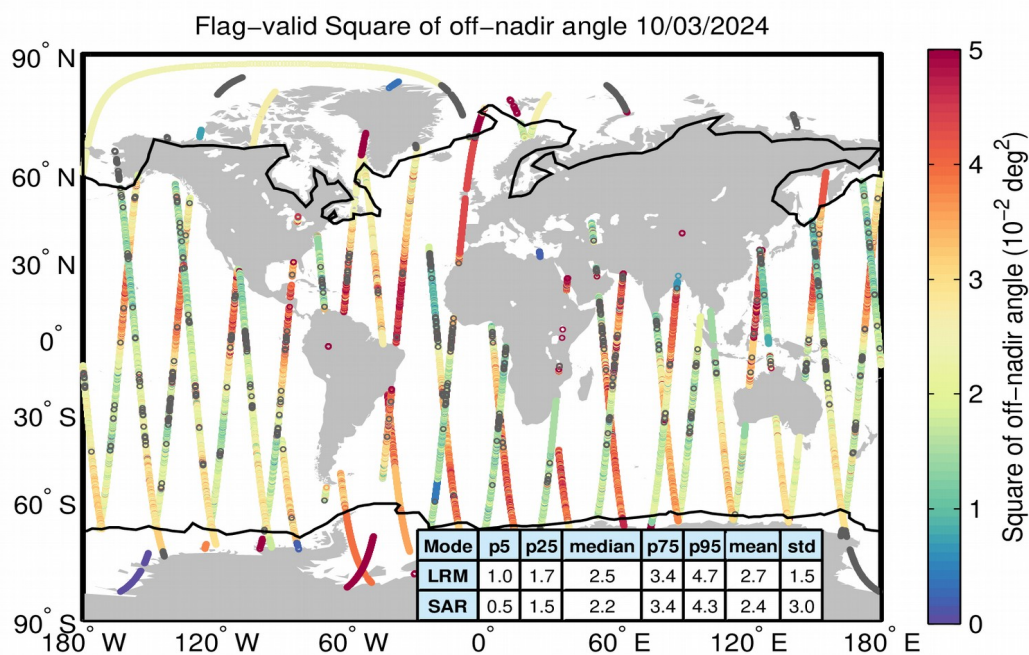 Flag-valid Square of off-nadir angle 10/03/2024
90° N
60° N
30° N
0°
30° S
60° S
90° S
180° W
120° W
60° W
0°
60° E
120° E
180° E
Mode p5 p25 median p75 p95 mean std
LRM 1.0 1.7 2.5 3.4 4.7 2.7 1.5
SAR 0.5 1.5 2.2 3.4 4.3 2.4 3.0
5
4
3
2
1
0
Square of off-nadir angle (10⁻² deg²)